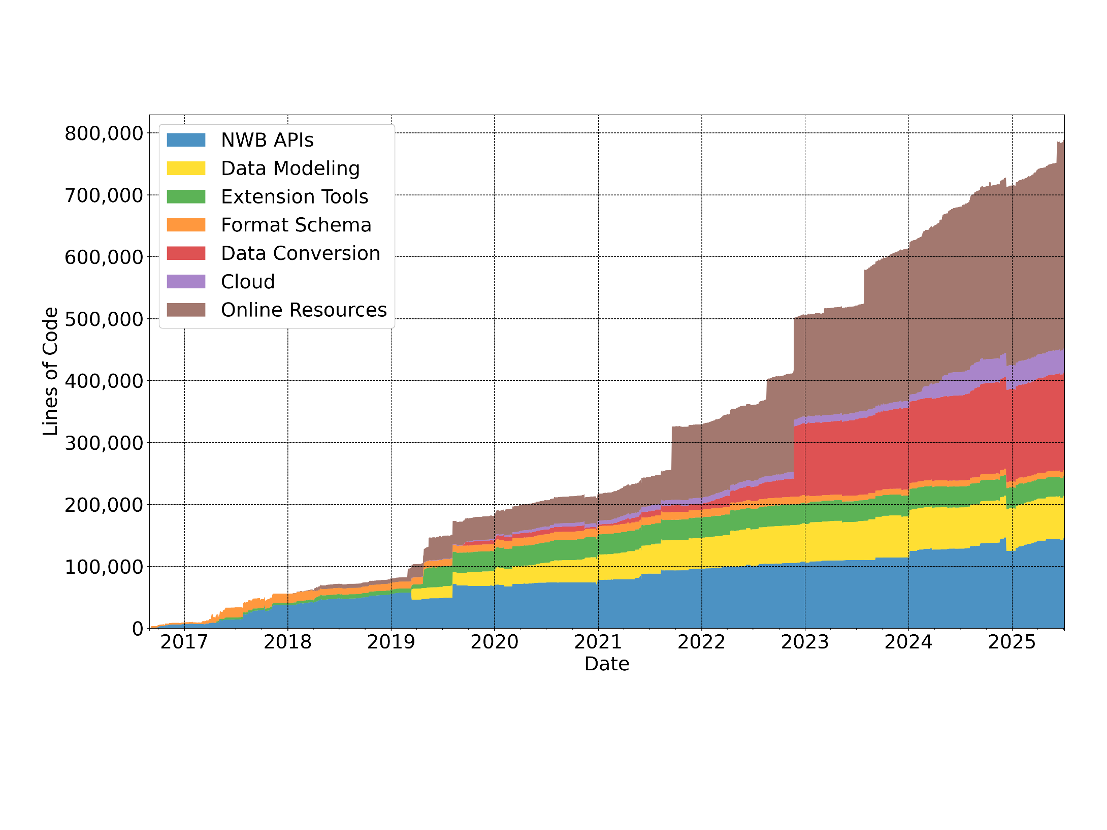 800,000
700,000
600,000
500,000
400,000
300,000
200,000
100,000
0
Lines of Code
NWB APIs
Data Modeling
Extension Tools
Format Schema
Data Conversion
Cloud
Online Resources
2017 2018 2019 2020 2021 2022 2023 2024 2025
Date